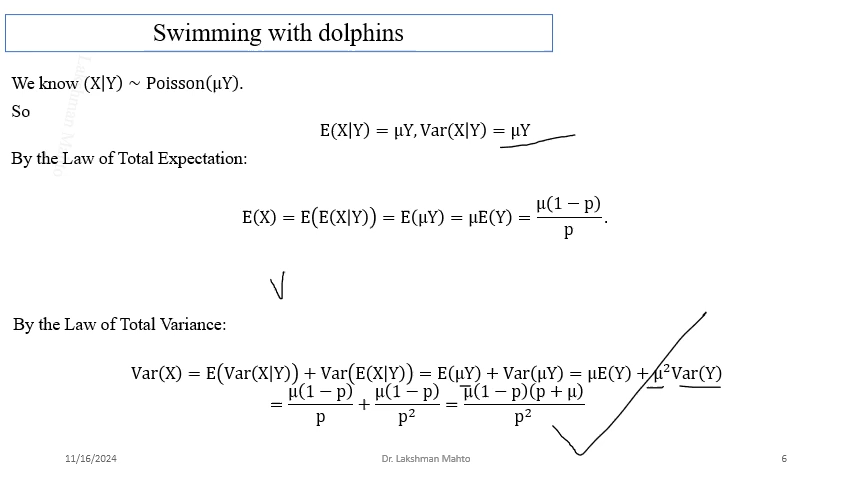 Swimming with dolphins
We know (X|Y) ~ Poisson(μY).
So
E(X|Y) = μY, Var(X|Y) = μY
By the Law of Total Expectation:
E(X) = E(E(X|Y)) = E(μY) = μE(Y) = μ(1 − p)/p.
By the Law of Total Variance:
Var(X) = E(Var(X|Y)) + Var(E(X|Y)) = E(μY) + Var(μY) = μE(Y) + μ²Var(Y)
= μ(1 − p)/p + μ(1 − p)/p² = μ(1 − p)(p + μ)/p²
11/16/2024 Dr. Lakshman Mahto 6
Lakshman Mahto